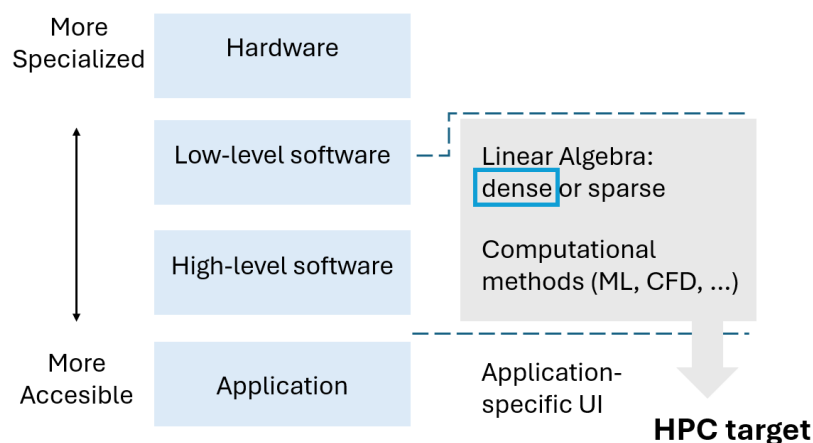 More
Specialized
Hardware
Low-level software
Linear Algebra:
dense or sparse
High-level software
Computational
methods (ML, CFD, ...)
More
Accesible
Application
Application-
specific UI
HPC target